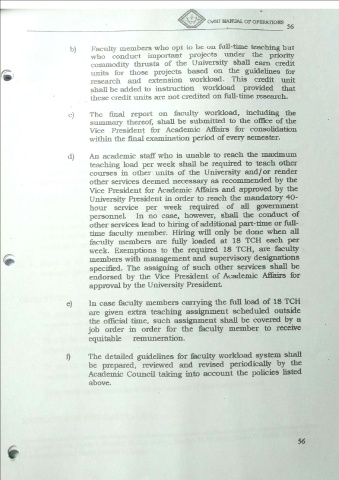 CvSU MANUAL OF OPERATIONS
56
b) Faculty members who opt to be on full-time teaching but
who conduct important projects under the priority
commodity thrusts of the University shall earn credit
units for those projects based on the guidelines for
research and extension workload. This credit unit
shall be added to instruction workload provided that
these credit units are not credited on full-time research.
c) The final report on faculty workload, including the
summary thereof, shall be submitted to the office of the
Vice President for Academic Affairs for consolidation
within the final examination period of every semester.
d) An academic staff who is unable to reach the maximum
teaching load per week shall be required to teach other
courses in other units of the University and/or render
other services deemed necessary as recommended by the
Vice President for Academic Affairs and approved by the
University President in order to reach the mandatory 40-
hour service per week required of all government
personnel. In no case, however, shall the conduct of
other services lead to hiring of additional part-time or full-
time faculty member. Hiring will only be done when all
faculty members are fully loaded at 18 TCH each per
week. Exemptions to the required 18 TCH, are faculty
members with management and supervisory designations
specified. The assigning of such other services shall be
endorsed by the Vice President of Academic Affairs for
approval by the University President.
e) In case faculty members carrying the full load of 18 TCH
are given extra teaching assignment scheduled outside
the official time, such assignment shall be covered by a
job order in order for the faculty member to receive
equitable remuneration.
f) The detailed guidelines for faculty workload system shall
be prepared, reviewed and revised periodically by the
Academic Council taking into account the policies listed
above.
56